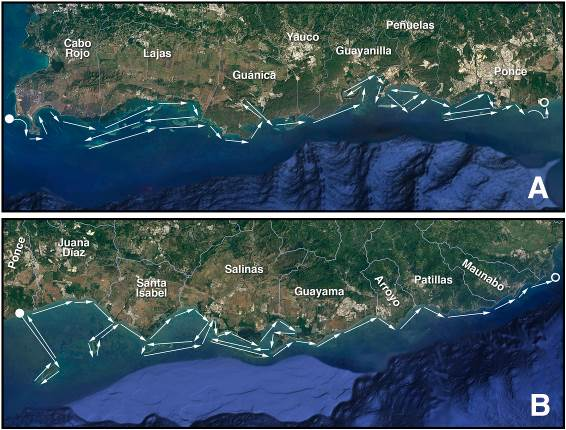 Cabo
Rojo
Lajas
Guánica
Yauco
Guayanilla
Peñuelas
Ponce
A
Ponce
Juana
Díaz
Santa
Isabel
Salinas
Guayama
Arroyo
Patillas
Maunabo
B